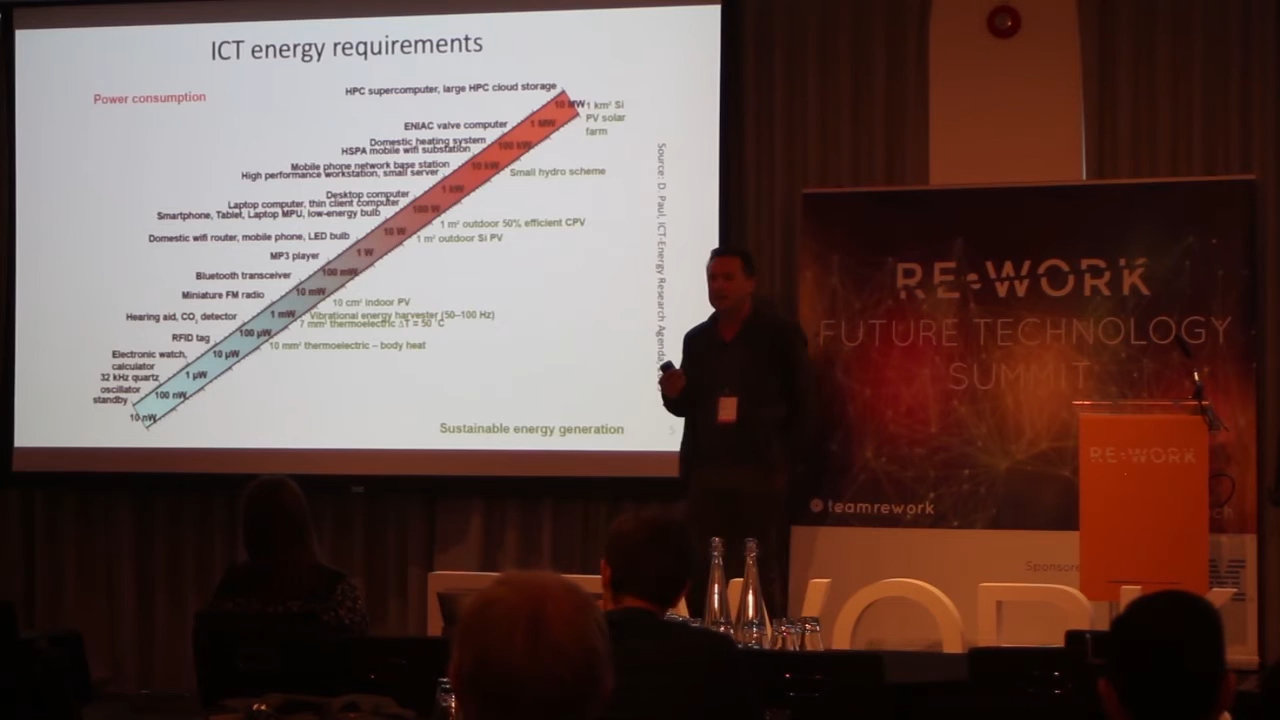 ICT energy requirements
Power consumption
HPC supercomputer, large HPC cloud storage
ENIAC valve computer
Domestic heating system
HSPA mobile wifi substation
Mobile phone network base station
High performance workstation, small server
Desktop computer
Laptop computer, thin client computer
Smartphone, Tablet, Laptop MPU, low-energy bulb
Domestic wifi router, mobile phone, LED bulb
MP3 player
Bluetooth transceiver
Miniature FM radio
Hearing aid, CO₂ detector
RFID tag
Electronic watch,
calculator
32 kHz quartz
oscillator
standby
10 MW
1 MW
100 kW
10 kW
1 kW
100 W
10 W
1 W
100 mW
10 mW
1 mW
100 µW
10 µW
1 µW
100 nW
10 nW
1 km² Si
PV solar
farm
Small hydro scheme
1 m² outdoor 50% efficient CPV
1 m² outdoor Si PV
10 cm² indoor PV
Vibrational energy harvester (50–100 Hz)
7 mm² thermoelectric ΔT = 50 °C
10 mm² thermoelectric – body heat
Sustainable energy generation
5
Source: D. Paul, ICT-Energy Research Agenda,
RE-WORK
FUTURE TECHNOLOGY
SUMMIT
teamrework
RE-WORK